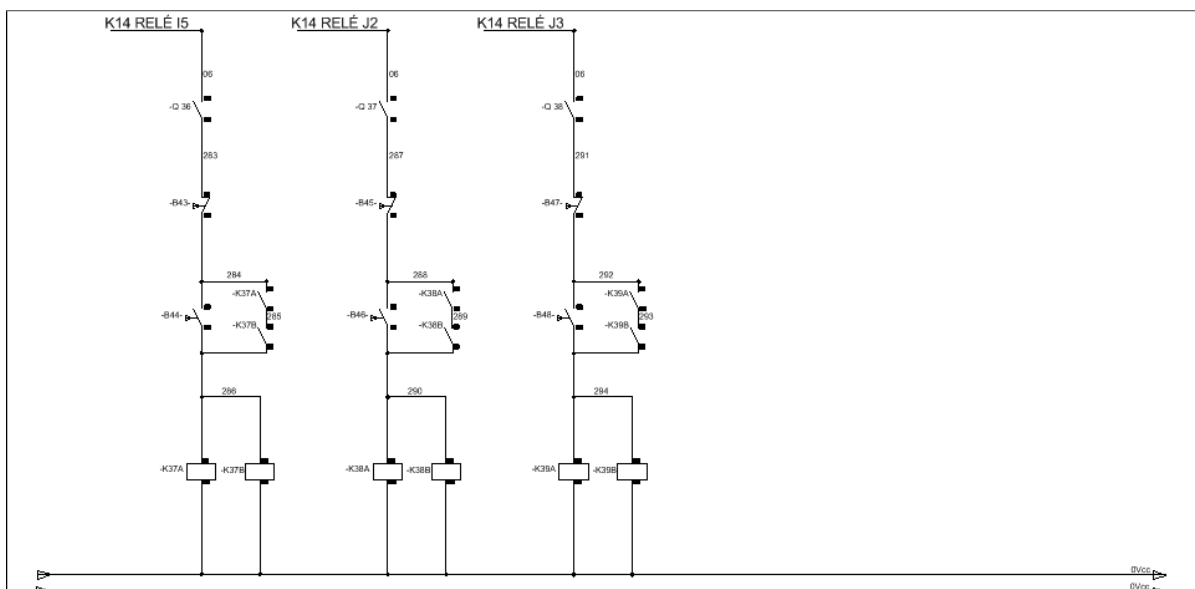 K14 RELÉ I5 K14 RELÉ J2 K14 RELÉ J3
06 06 06
-Q 36 -Q 37 -Q 38
283 287 291
-B43- -B45- -B47-
284 288 292
-K37A -K38A -K39A
-B44- 285 -B46- 289 -B48- 293
-K37B -K38B -K39B
286 290 294
-K37A -K37B -K38A -K38B -K39A -K39B
0Vcc
0Vcc